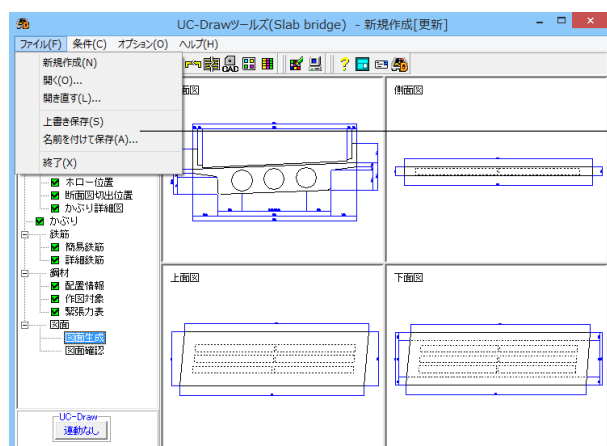 UC-Drawツールズ(Slab bridge) - 新規作成[更新]
ファイル(F) 条件(C) オプション(O) ヘルプ(H)
新規作成(N)
開く(O)...
開き直す(L)...
上書き保存(S)
名前を付けて保存(A)...
終了(X)
CAD
面図
側面図
ホロー位置
断面図切出位置
かぶり詳細図
かぶり
鉄筋
簡易鉄筋
詳細鉄筋
鋼材
配置情報
作図対象
緊張力表
図面
図面生成
図面確認
上面図
下面図
UC-Draw
連動なし